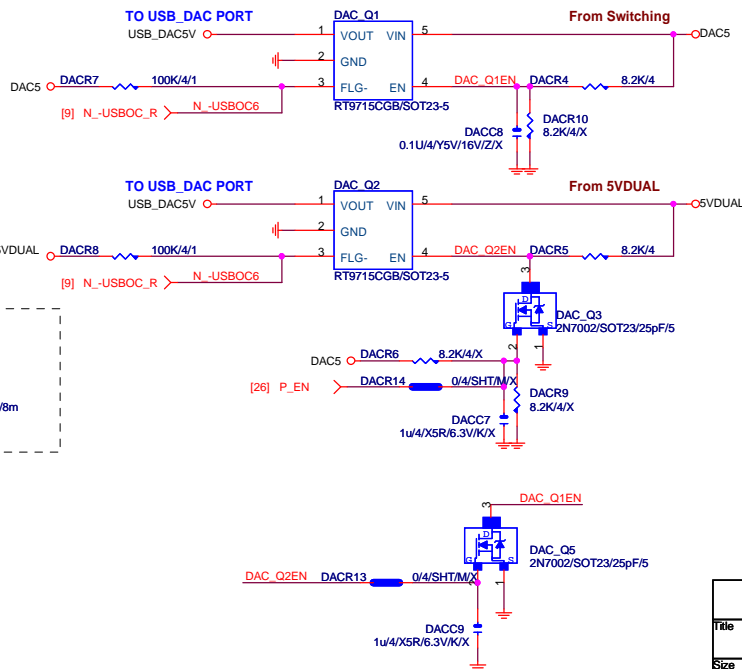 TO USB_DAC PORT
USB_DAC5V
DAC_Q1
1 VOUT VIN 5
2 GND
3 FLG- EN 4
RT9715CGB/SOT23-5
From Switching
DAC5
DAC5 DACR7 100K/4/1
[9] N_-USBOC_R N_-USBOC6
DAC_Q1EN DACR4 8.2K/4
DACC8
0.1U/4/Y5V/16V/Z/X
DACR10
8.2K/4/X
TO USB_DAC PORT
USB_DAC5V
DAC_Q2
1 VOUT VIN 5
2 GND
3 FLG- EN 4
RT9715CGB/SOT23-5
From 5VDUAL
5VDUAL
VDUAL DACR8 100K/4/1
[9] N_-USBOC_R N_-USBOC6
DAC_Q2EN DACR5 8.2K/4
3
D
G S
DAC_Q3
2N7002/SOT23/25pF/5
2 1
DAC5 DACR6 8.2K/4/X
[26] P_EN DACR14 0/4/SHT/M/X
DACR9
8.2K/4/X
DACC7
1u/4/X5R/6.3V/K/X
/8m
DAC_Q1EN
3
D
G S
DAC_Q5
2N7002/SOT23/25pF/5
2 1
DAC_Q2EN DACR13 0/4/SHT/M/X
DACC9
1u/4/X5R/6.3V/K/X
Title
Size